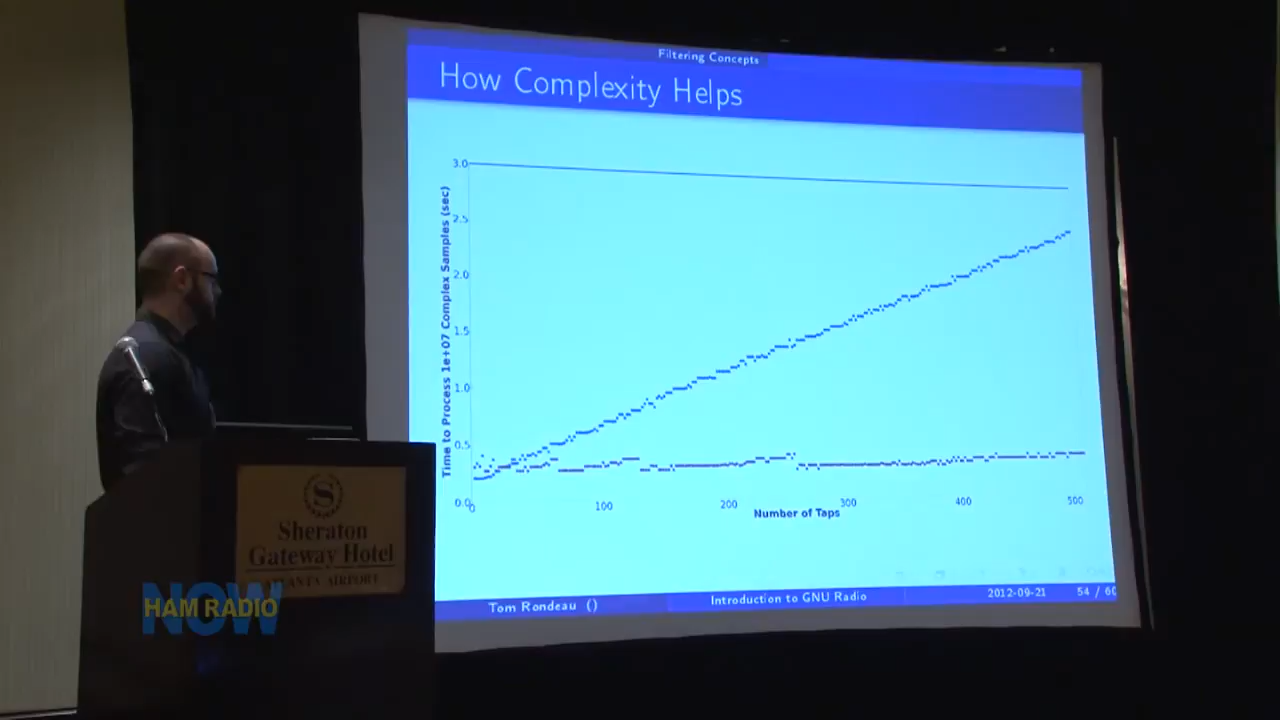 Filtering Concepts
How Complexity Helps
3.0
2.5
2.0
1.5
1.0
0.5
0.0
Time to Process 1e+07 Complex Samples (sec)
0
100
200
300
400
500
Number of Taps
Tom Rondeau ()
Introduction to GNU Radio
2012-09-21
54 / 60
S
Sheraton
Gateway Hotel
ATLANTA AIRPORT
NOW
HAM RADIO